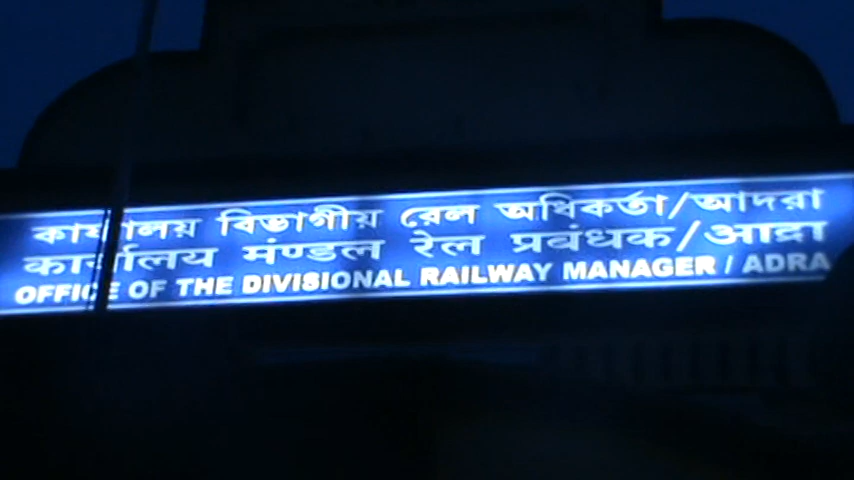 কার্যালয় বিভাগীয় রেল অধিকর্তা/আদরা
कार्यालय मंण्डल रेल प्रबंधक/आद्रा
OFFICE OF THE DIVISIONAL RAILWAY MANAGER / ADRA